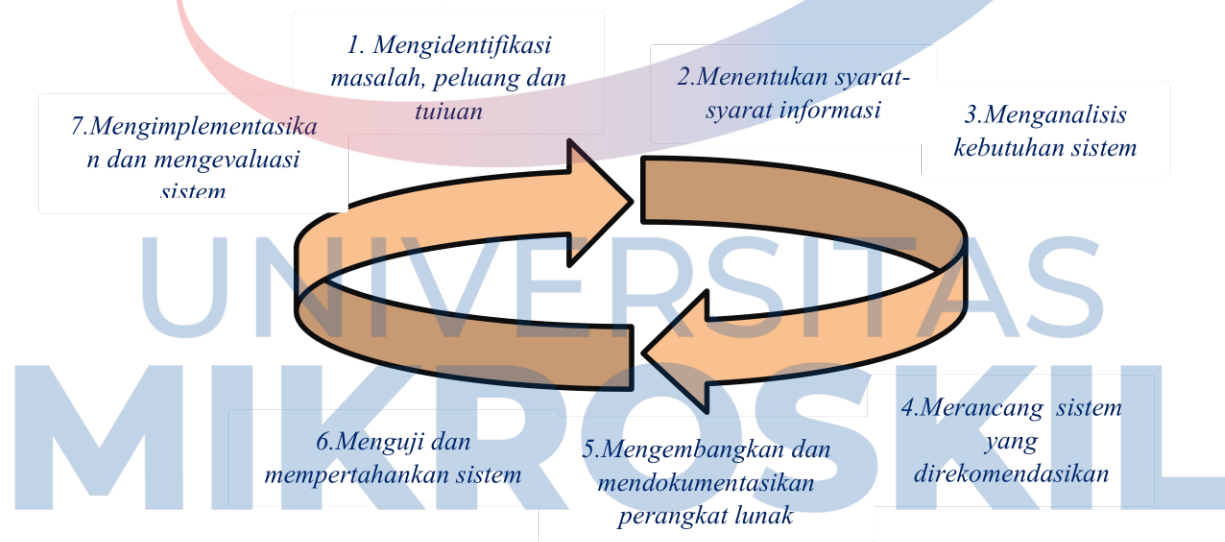 1. Mengidentifikasi
masalah, peluang dan
tujuan
2.Menentukan syarat-
syarat informasi
3.Menganalisis
kebutuhan sistem
4.Merancang sistem
yang
direkomendasikan
5.Mengembangkan dan
mendokumentasikan
perangkat lunak
6.Menguji dan
mempertahankan sistem
7.Mengimplementasika
n dan mengevaluasi
sistem
UNIVERSITAS
MIKROSKIL